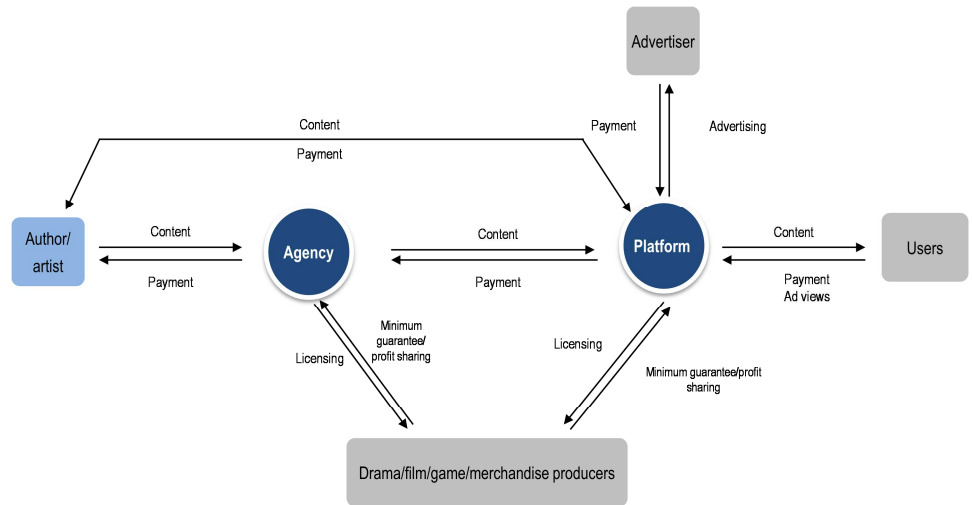 Advertiser
Content
Payment
Payment
Advertising
Author/
artist
Content
Payment
Agency
Content
Payment
Platform
Content
Payment
Ad views
Users
Licensing
Minimum
guarantee/
profit sharing
Licensing
Minimum guarantee/profit
sharing
Drama/film/game/merchandise producers